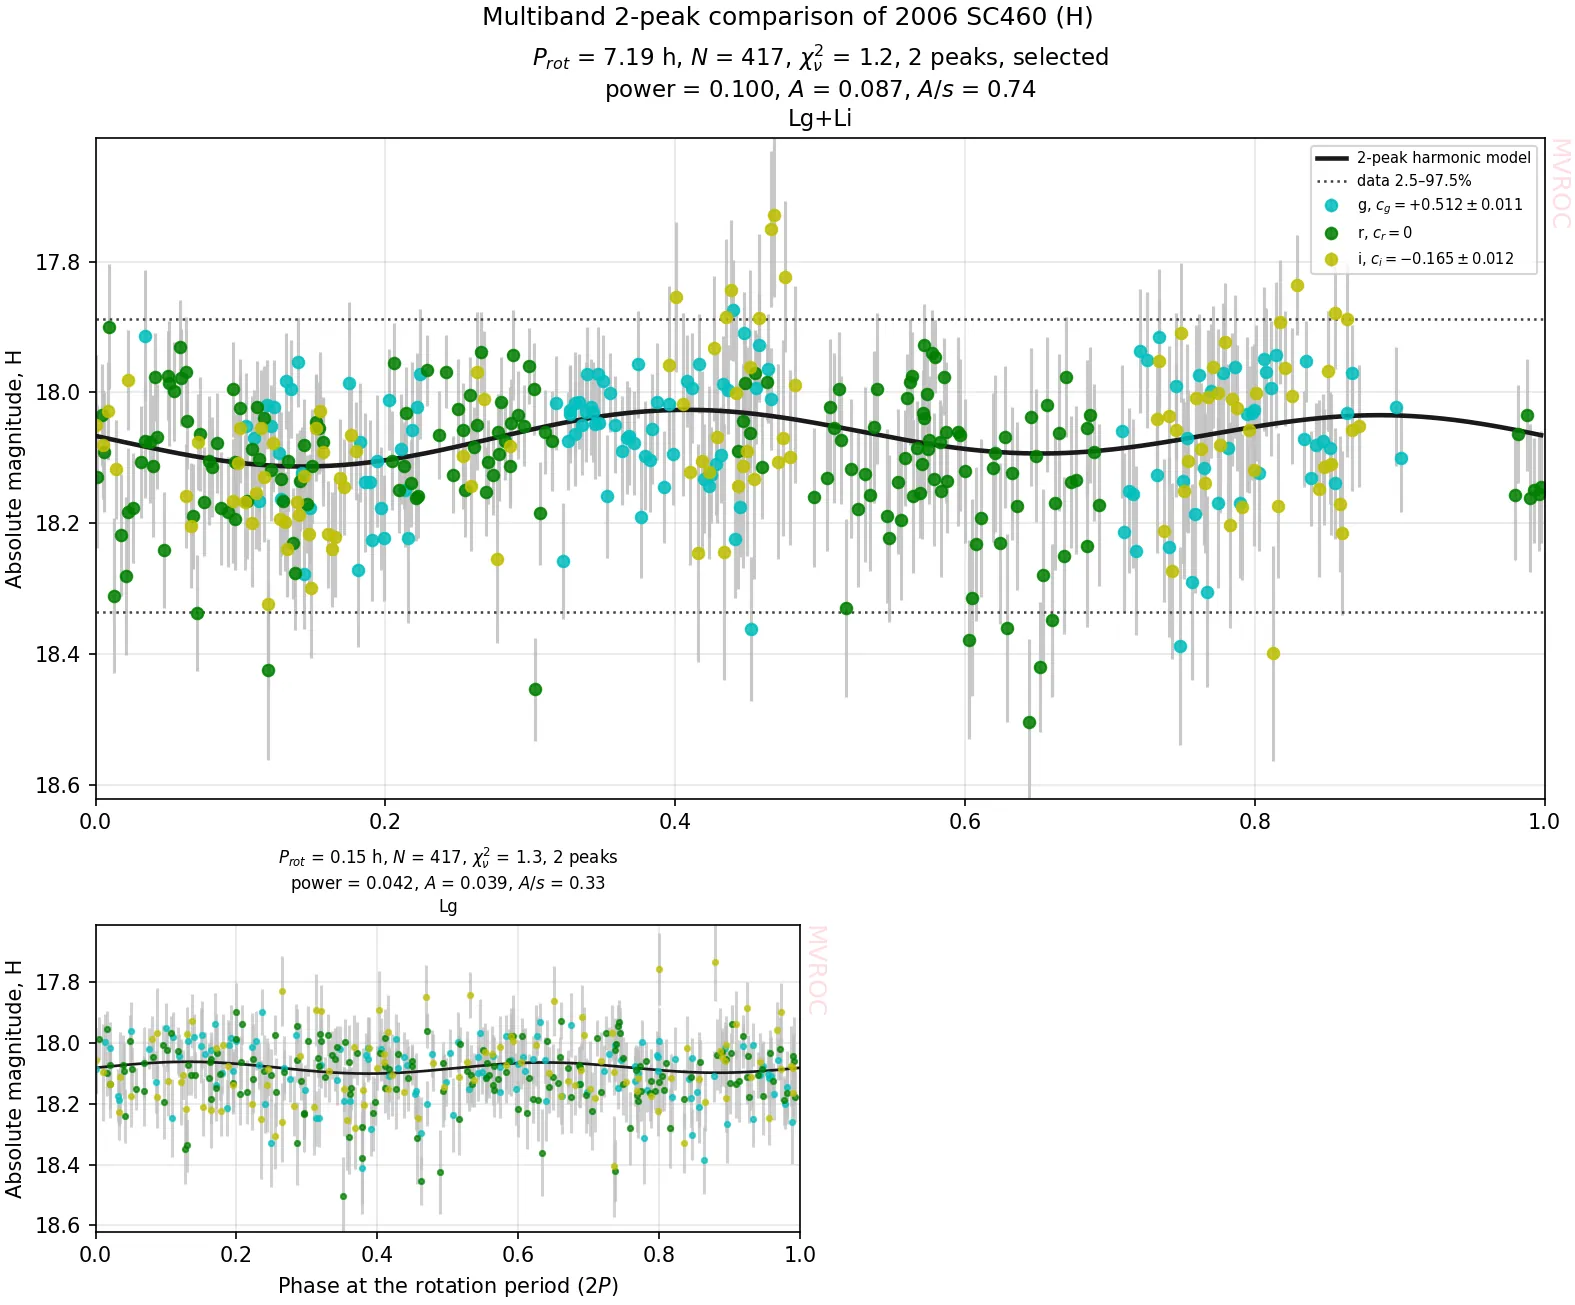 Multiband 2-peak comparison of 2006 SC460 (H)
P_rot = 7.19 h, N = 417, χ²_ν = 1.2, 2 peaks, selected
power = 0.100, A = 0.087, A/s = 0.74
Lg+Li
MVROC
2-peak harmonic model
data 2.5–97.5%
g, c_g = +0.512 ± 0.011
r, c_r = 0
i, c_i = −0.165 ± 0.012
Absolute magnitude, H
17.8
18.0
18.2
18.4
18.6
0.0 0.2 0.4 0.6 0.8 1.0
P_rot = 0.15 h, N = 417, χ²_ν = 1.3, 2 peaks
power = 0.042, A = 0.039, A/s = 0.33
Lg
MVROC
Absolute magnitude, H
17.8
18.0
18.2
18.4
18.6
0.0 0.2 0.4 0.6 0.8 1.0
Phase at the rotation period (2P)